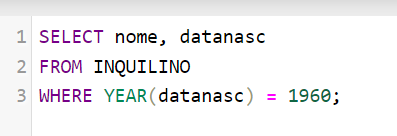 1 SELECT nome, datanasc
2 FROM INQUILINO
3 WHERE YEAR(datanasc) = 1960;